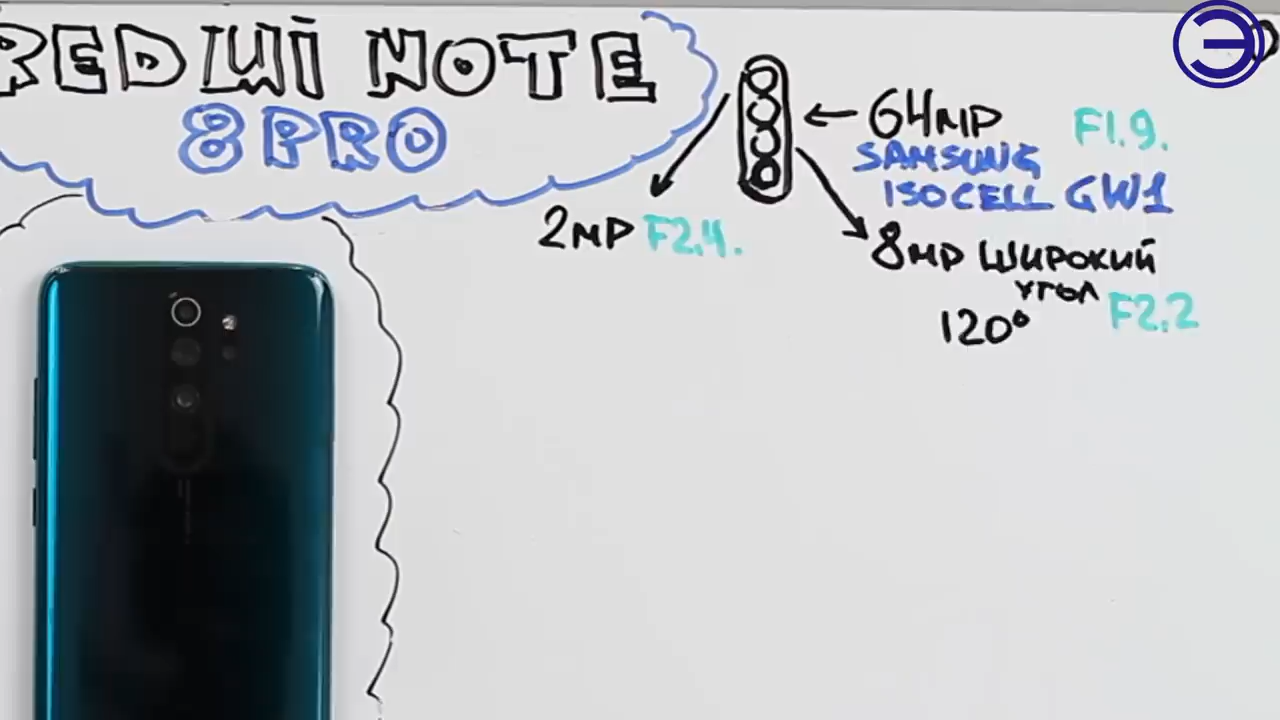 REDMI NOTE
8 PRO
64MP F1.9.
SAMSUNG
ISOCELL GW1
2MP F2.4.
8MP ШИРОКИЙ
УГОЛ F2.2
120°
Э